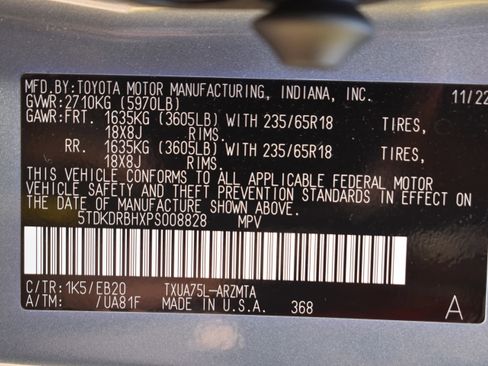 MFD.BY:TOYOTA MOTOR MANUFACTURING, INDIANA, INC. 11/22
GVWR:2710KG (5970LB)
GAWR:FRT. 1635KG (3605LB) WITH 235/65R18 TIRES,
18X8J RIMS.
RR. 1635KG (3605LB) WITH 235/65R18 TIRES,
18X8J RIMS.
THIS VEHICLE CONFORMS TO ALL APPLICABLE FEDERAL MOTOR
VEHICLE SAFETY AND THEFT PREVENTION STANDARDS IN EFFECT ON
THE DATE OF MANUFACTURE SHOWN ABOVE.
5TDKDRBHXPS008828 MPV
C/TR:1K5/EB20 TXUA75L-ARZMTA
A/TM: /UA81F MADE IN U.S.A. 368 A